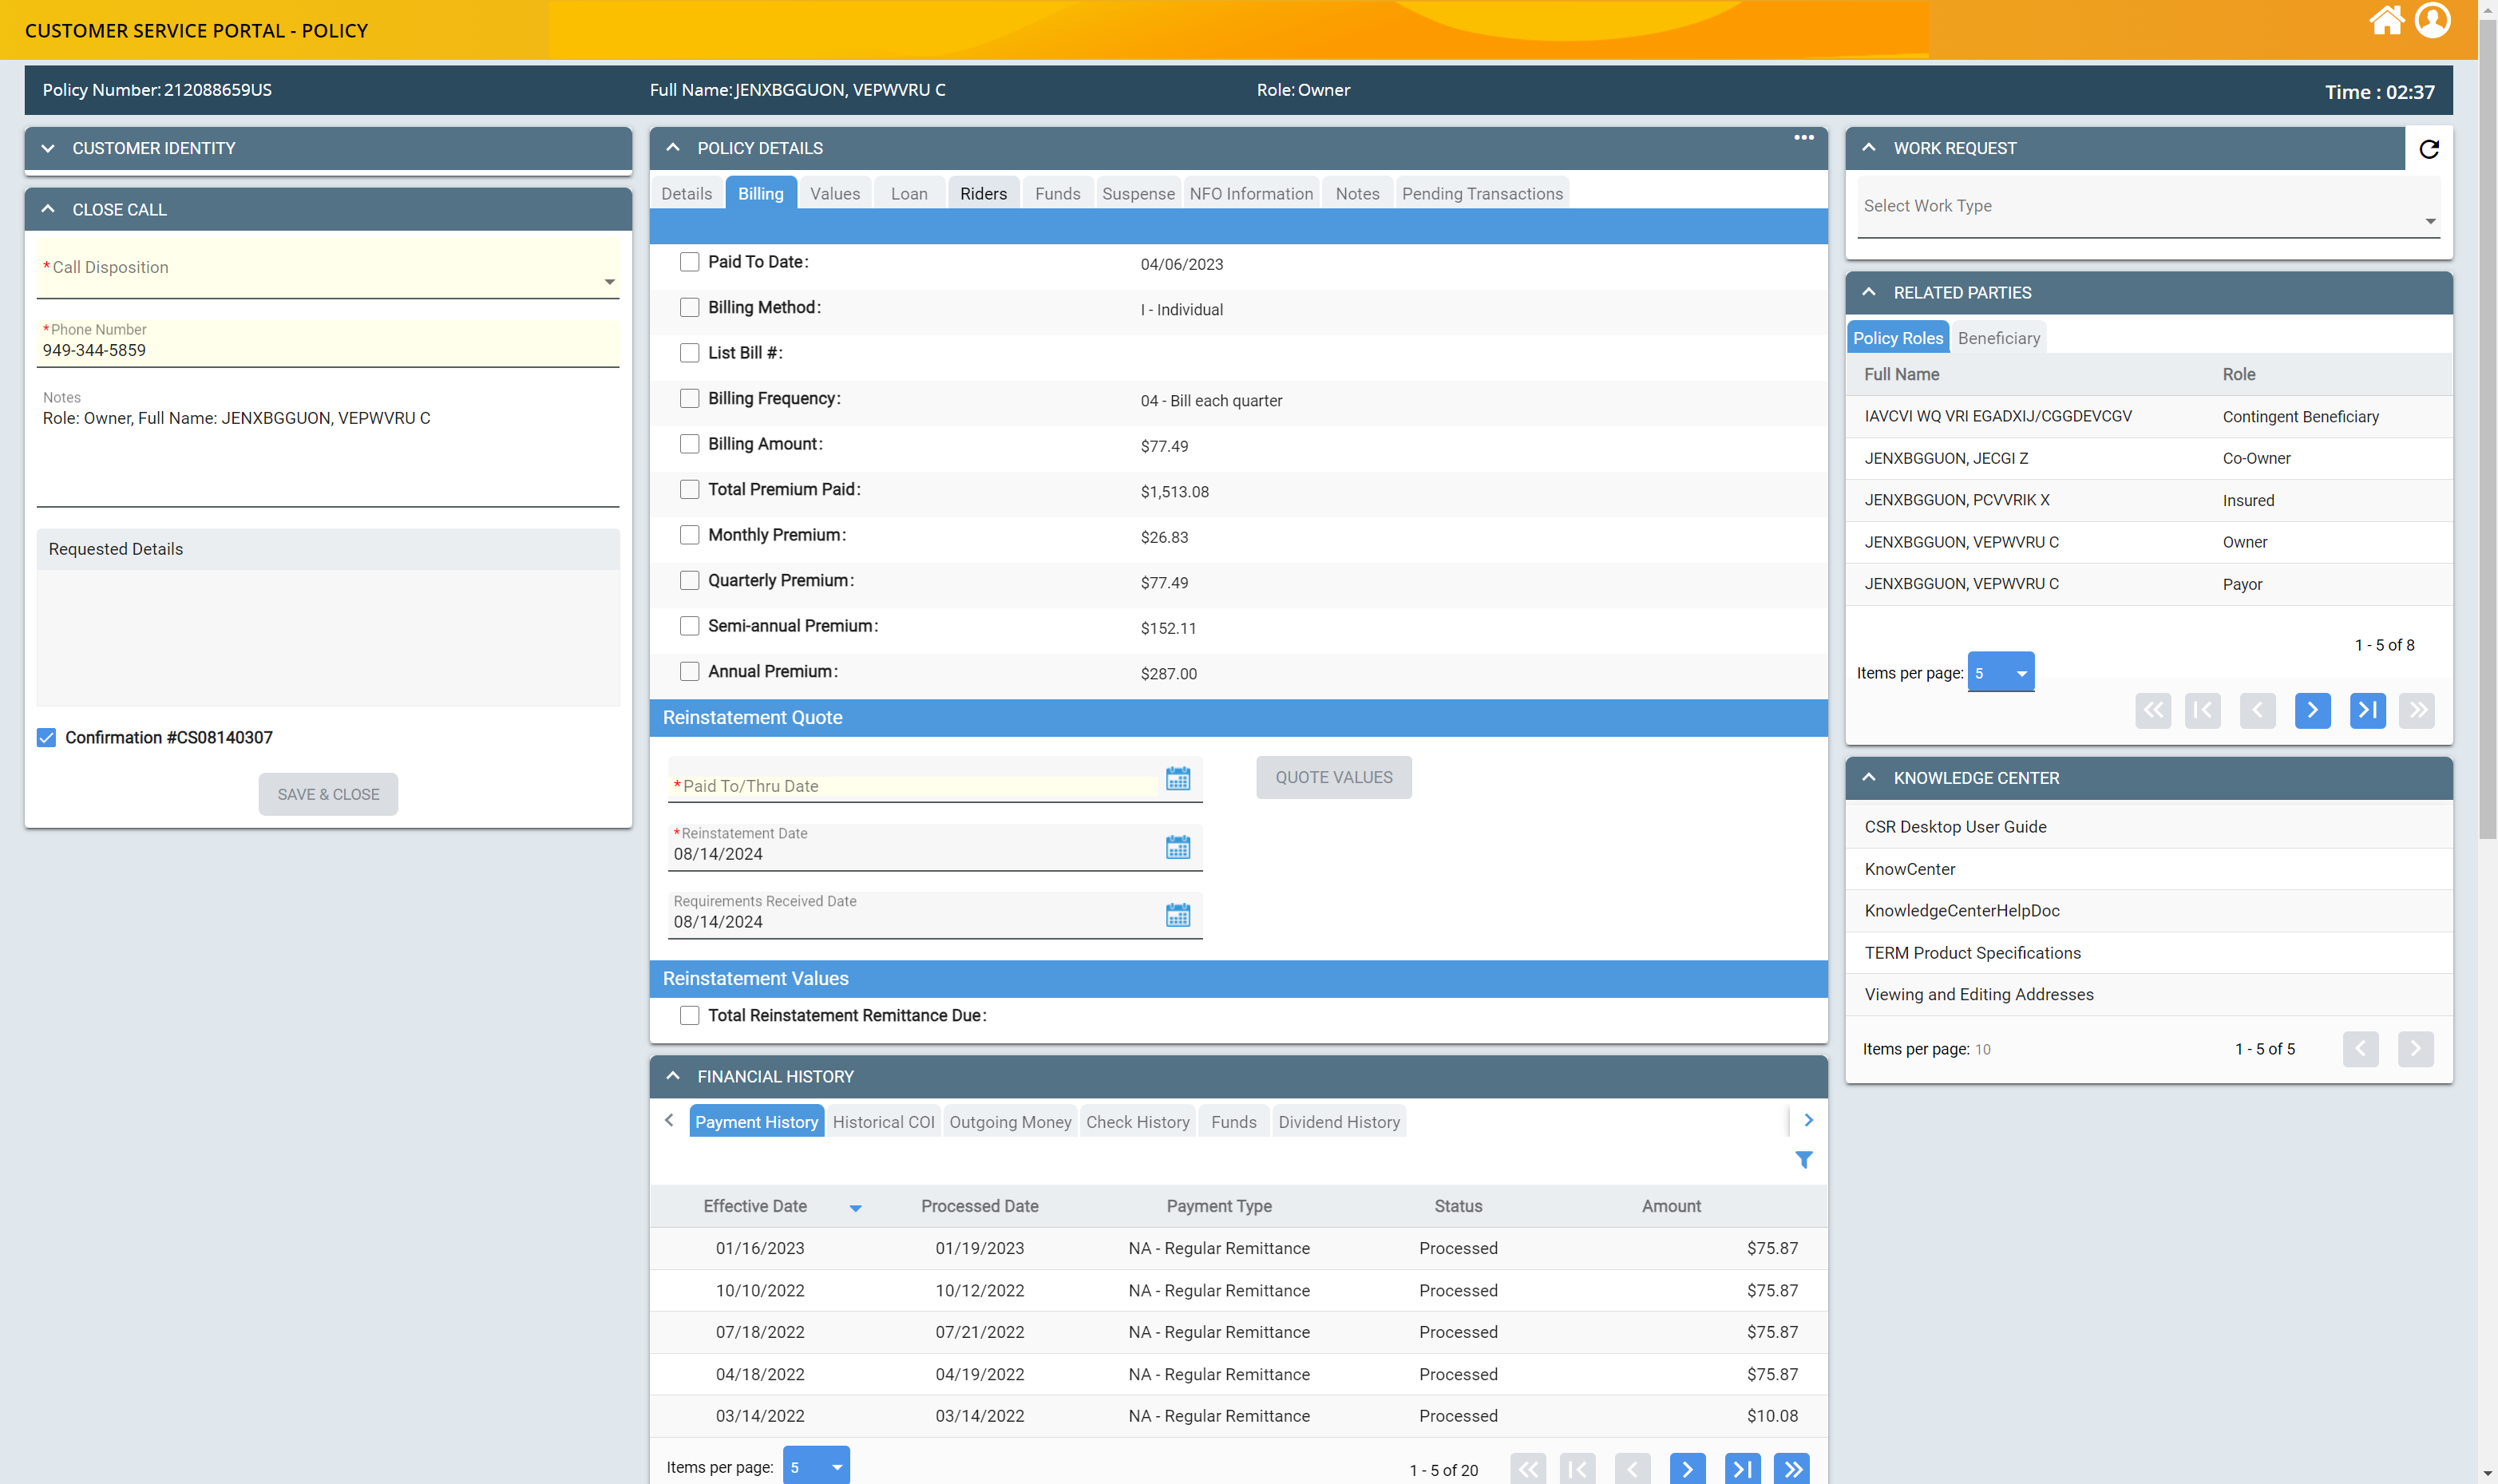 CUSTOMER SERVICE PORTAL - POLICY
Policy Number: 212088659US
Full Name: JENXBGGUON, VEPWVRU C
Role: Owner
Time : 02:37
CUSTOMER IDENTITY
CLOSE CALL
*Call Disposition
*Phone Number
949-344-5859
Notes
Role: Owner, Full Name: JENXBGGUON, VEPWVRU C
Requested Details
Confirmation #CS08140307
SAVE & CLOSE
POLICY DETAILS
Details Billing Values Loan Riders Funds Suspense NFO Information Notes Pending Transactions
Paid To Date: 04/06/2023
Billing Method: I - Individual
List Bill #:
Billing Frequency: 04 - Bill each quarter
Billing Amount: $77.49
Total Premium Paid: $1,513.08
Monthly Premium: $26.83
Quarterly Premium: $77.49
Semi-annual Premium: $152.11
Annual Premium: $287.00
Reinstatement Quote
*Paid To/Thru Date
QUOTE VALUES
*Reinstatement Date
08/14/2024
Requirements Received Date
08/14/2024
Reinstatement Values
Total Reinstatement Remittance Due:
FINANCIAL HISTORY
Payment History Historical COI Outgoing Money Check History Funds Dividend History
Effective Date Processed Date Payment Type Status Amount
01/16/2023 01/19/2023 NA - Regular Remittance Processed $75.87
10/10/2022 10/12/2022 NA - Regular Remittance Processed $75.87
07/18/2022 07/21/2022 NA - Regular Remittance Processed $75.87
04/18/2022 04/19/2022 NA - Regular Remittance Processed $75.87
03/14/2022 03/14/2022 NA - Regular Remittance Processed $10.08
Items per page: 5 1 - 5 of 20
WORK REQUEST
Select Work Type
RELATED PARTIES
Policy Roles Beneficiary
Full Name Role
IAVCVI WQ VRI EGADXIJ/CGGDEVCGV Contingent Beneficiary
JENXBGGUON, JECGI Z Co-Owner
JENXBGGUON, PCVVRIK X Insured
JENXBGGUON, VEPWVRU C Owner
JENXBGGUON, VEPWVRU C Payor
1 - 5 of 8
Items per page: 5
KNOWLEDGE CENTER
CSR Desktop User Guide
KnowCenter
KnowledgeCenterHelpDoc
TERM Product Specifications
Viewing and Editing Addresses
Items per page: 10 1 - 5 of 5